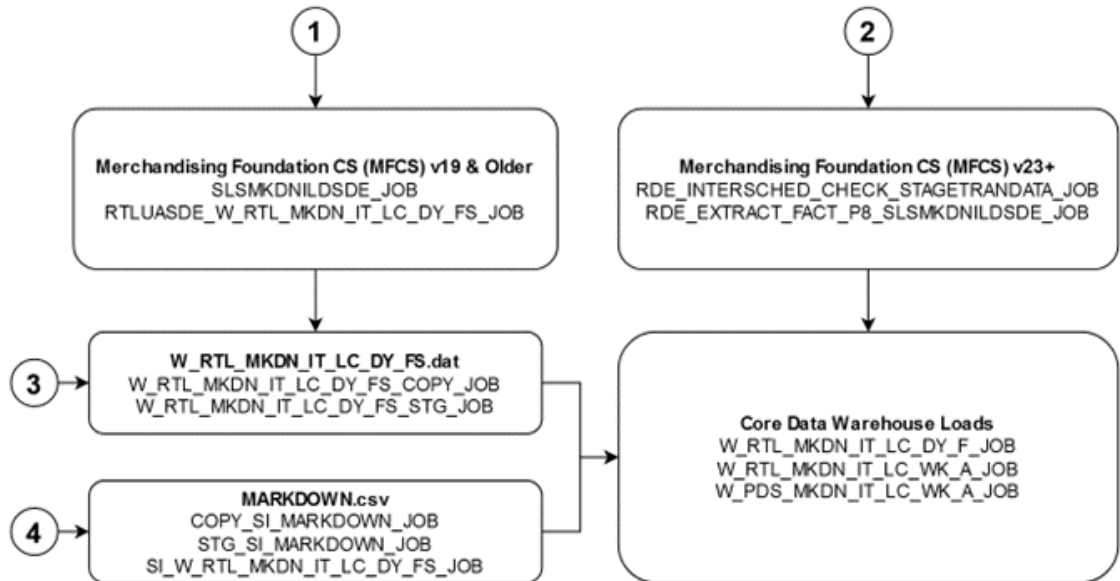 1
2
Merchandising Foundation CS (MFCS) v19 & Older
SLSMKDNILDSDE_JOB
RTLUASDE_W_RTL_MKDN_IT_LC_DY_FS_JOB
Merchandising Foundation CS (MFCS) v23+
RDE_INTERSCHED_CHECK_STAGETRANDATA_JOB
RDE_EXTRACT_FACT_P8_SLSMKDNILDSDE_JOB
3
W_RTL_MKDN_IT_LC_DY_FS.dat
W_RTL_MKDN_IT_LC_DY_FS_COPY_JOB
W_RTL_MKDN_IT_LC_DY_FS_STG_JOB
4
MARKDOWN.csv
COPY_SI_MARKDOWN_JOB
STG_SI_MARKDOWN_JOB
SI_W_RTL_MKDN_IT_LC_DY_FS_JOB
Core Data Warehouse Loads
W_RTL_MKDN_IT_LC_DY_F_JOB
W_RTL_MKDN_IT_LC_WK_A_JOB
W_PDS_MKDN_IT_LC_WK_A_JOB